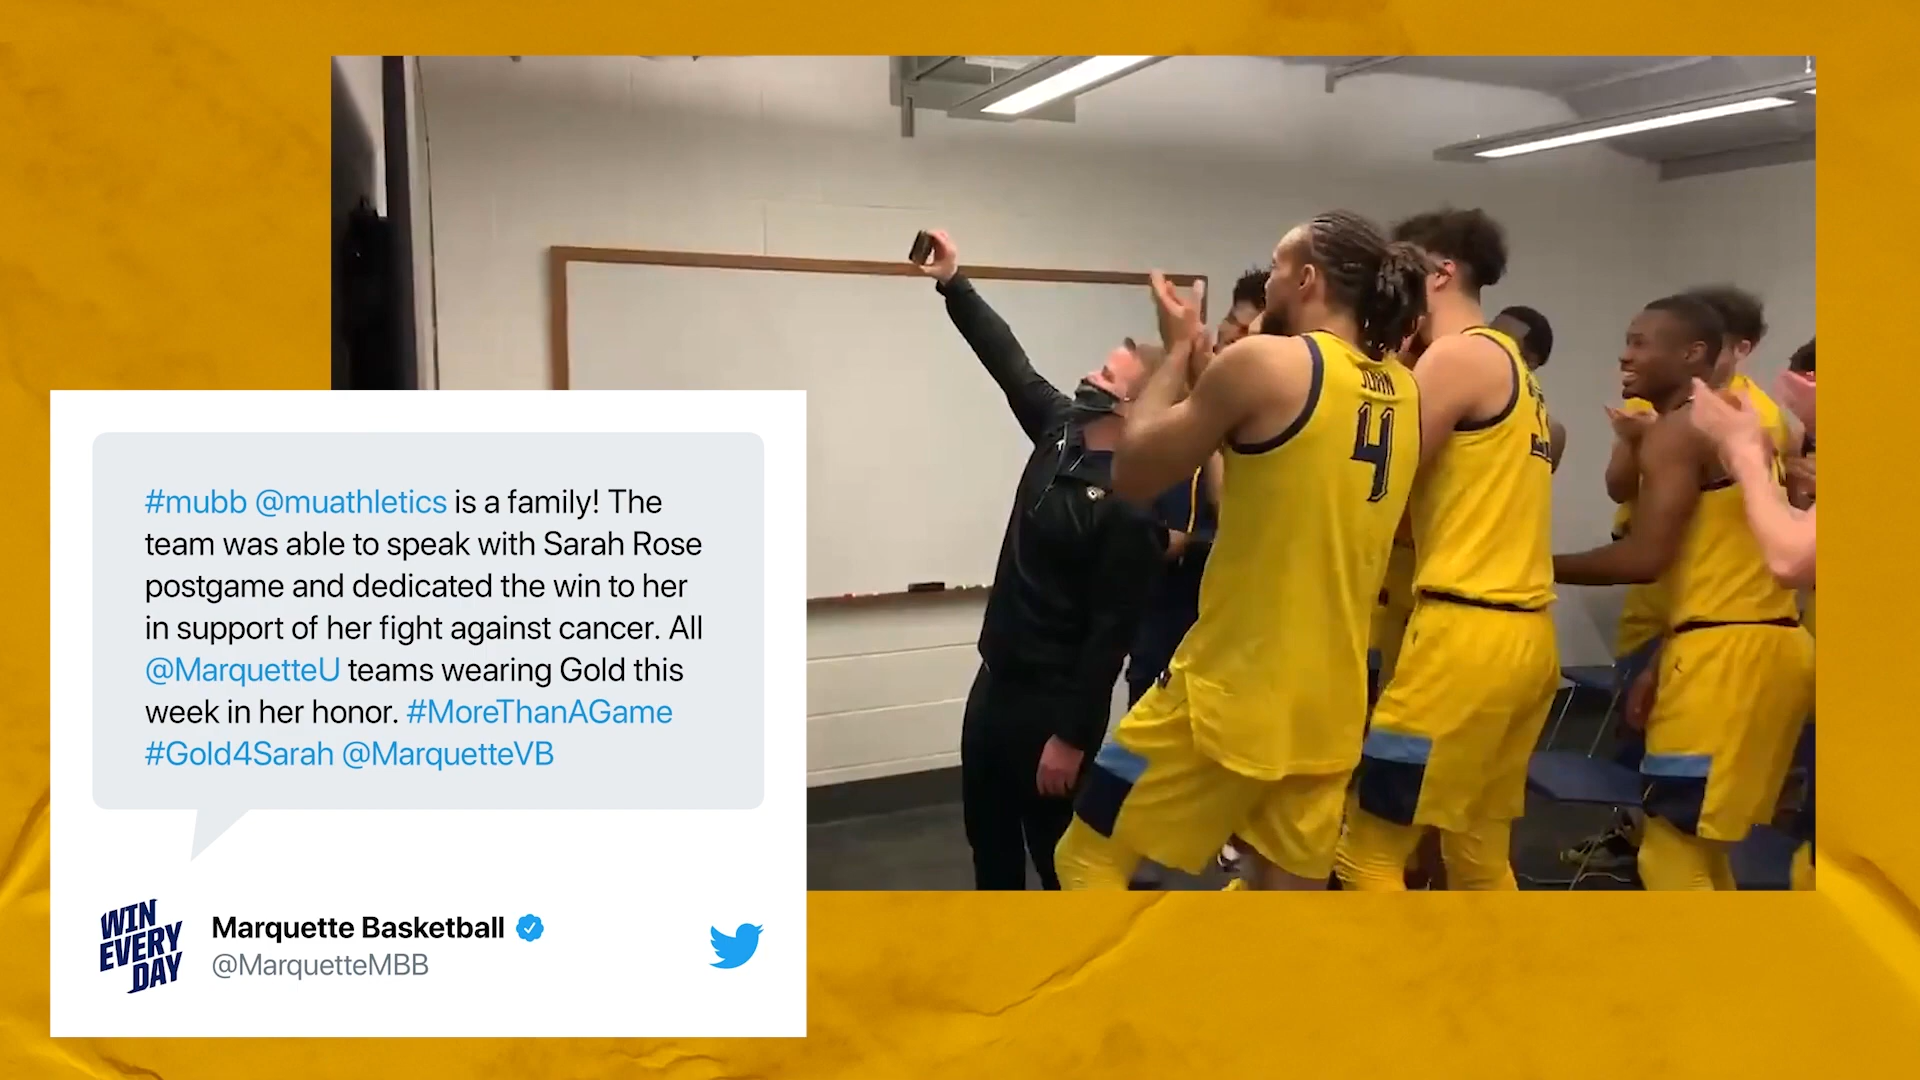 #mubb @muathletics is a family! The
team was able to speak with Sarah Rose
postgame and dedicated the win to her
in support of her fight against cancer. All
@MarquetteU teams wearing Gold this
week in her honor. #MoreThanAGame
#Gold4Sarah @MarquetteVB
WIN
EVERY
DAY
Marquette Basketball
@MarquetteMBB
JOHN
4